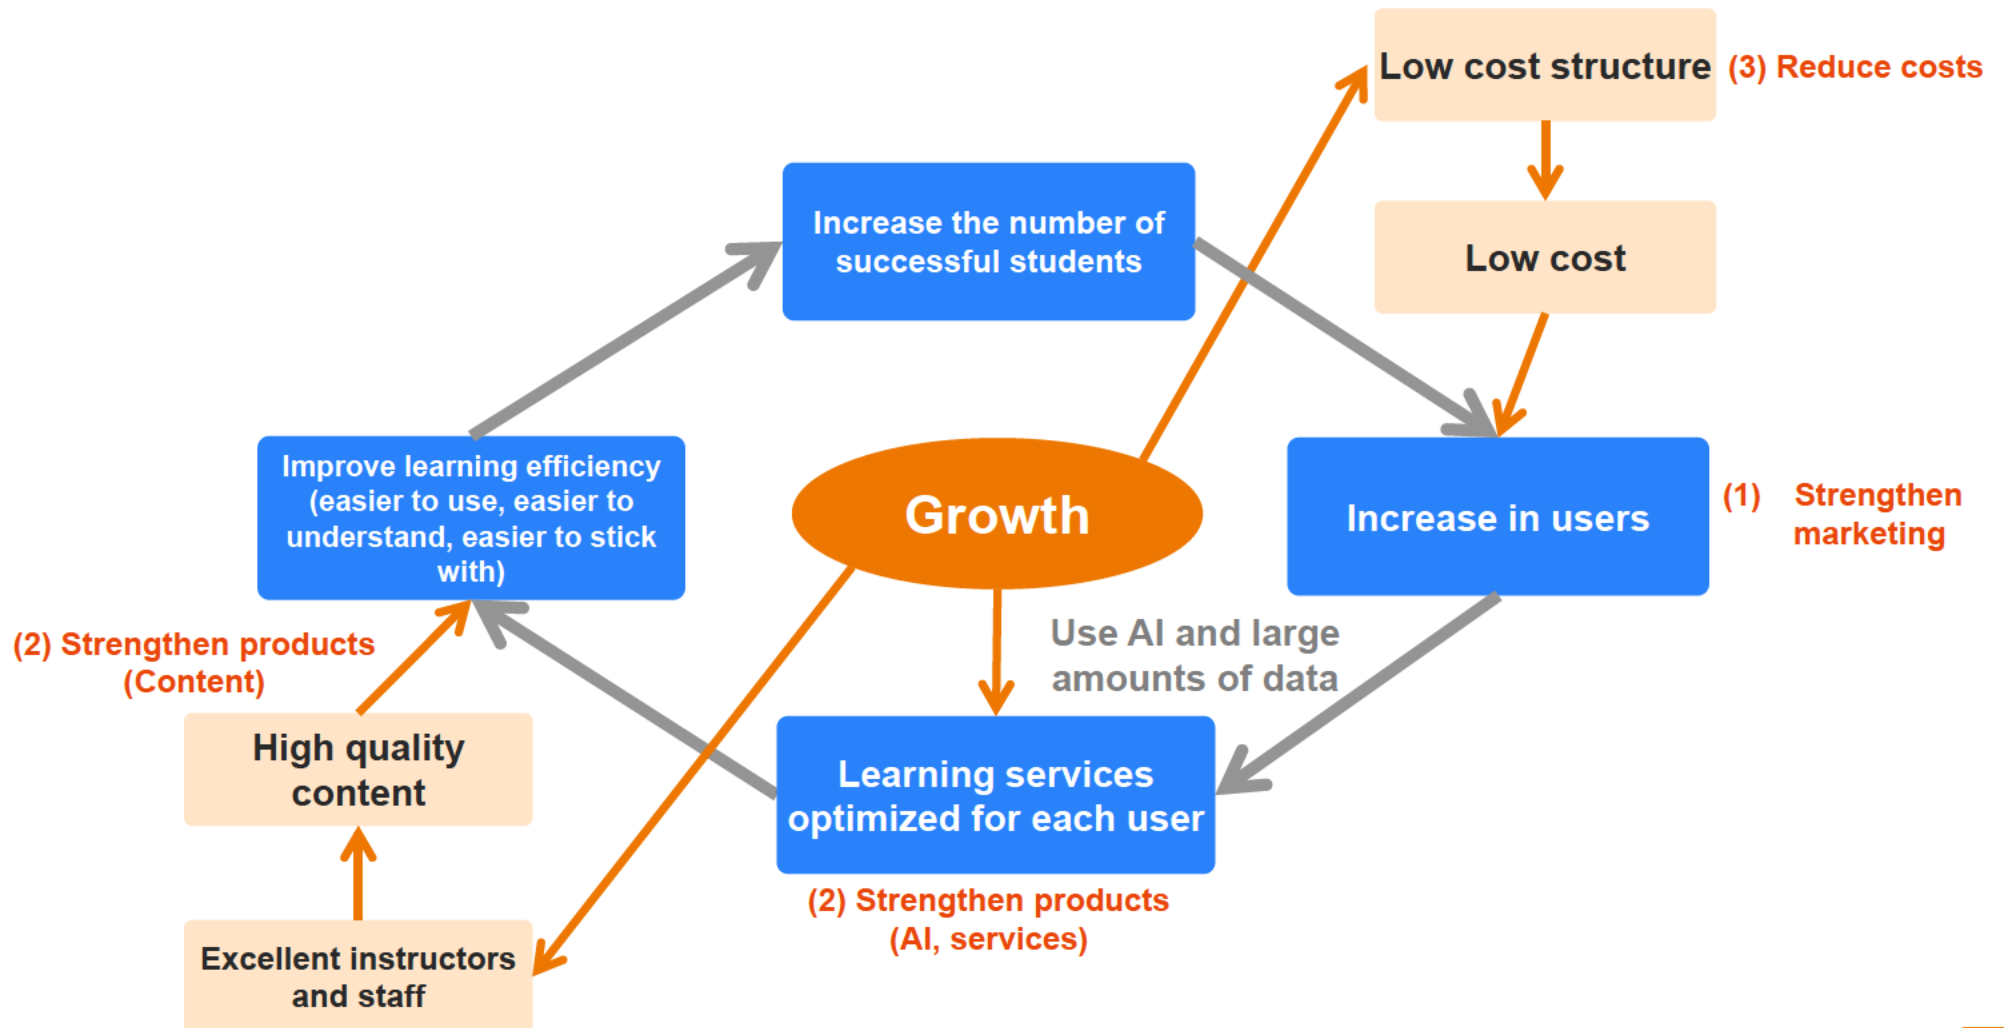 Low cost structure
(3) Reduce costs
Increase the number of
successful students
Low cost
Improve learning efficiency
(easier to use, easier to
understand, easier to stick
with)
Growth
Increase in users
(1) Strengthen
marketing
Use AI and large
amounts of data
(2) Strengthen products
(Content)
High quality
content
Learning services
optimized for each user
(2) Strengthen products
(AI, services)
Excellent instructors
and staff